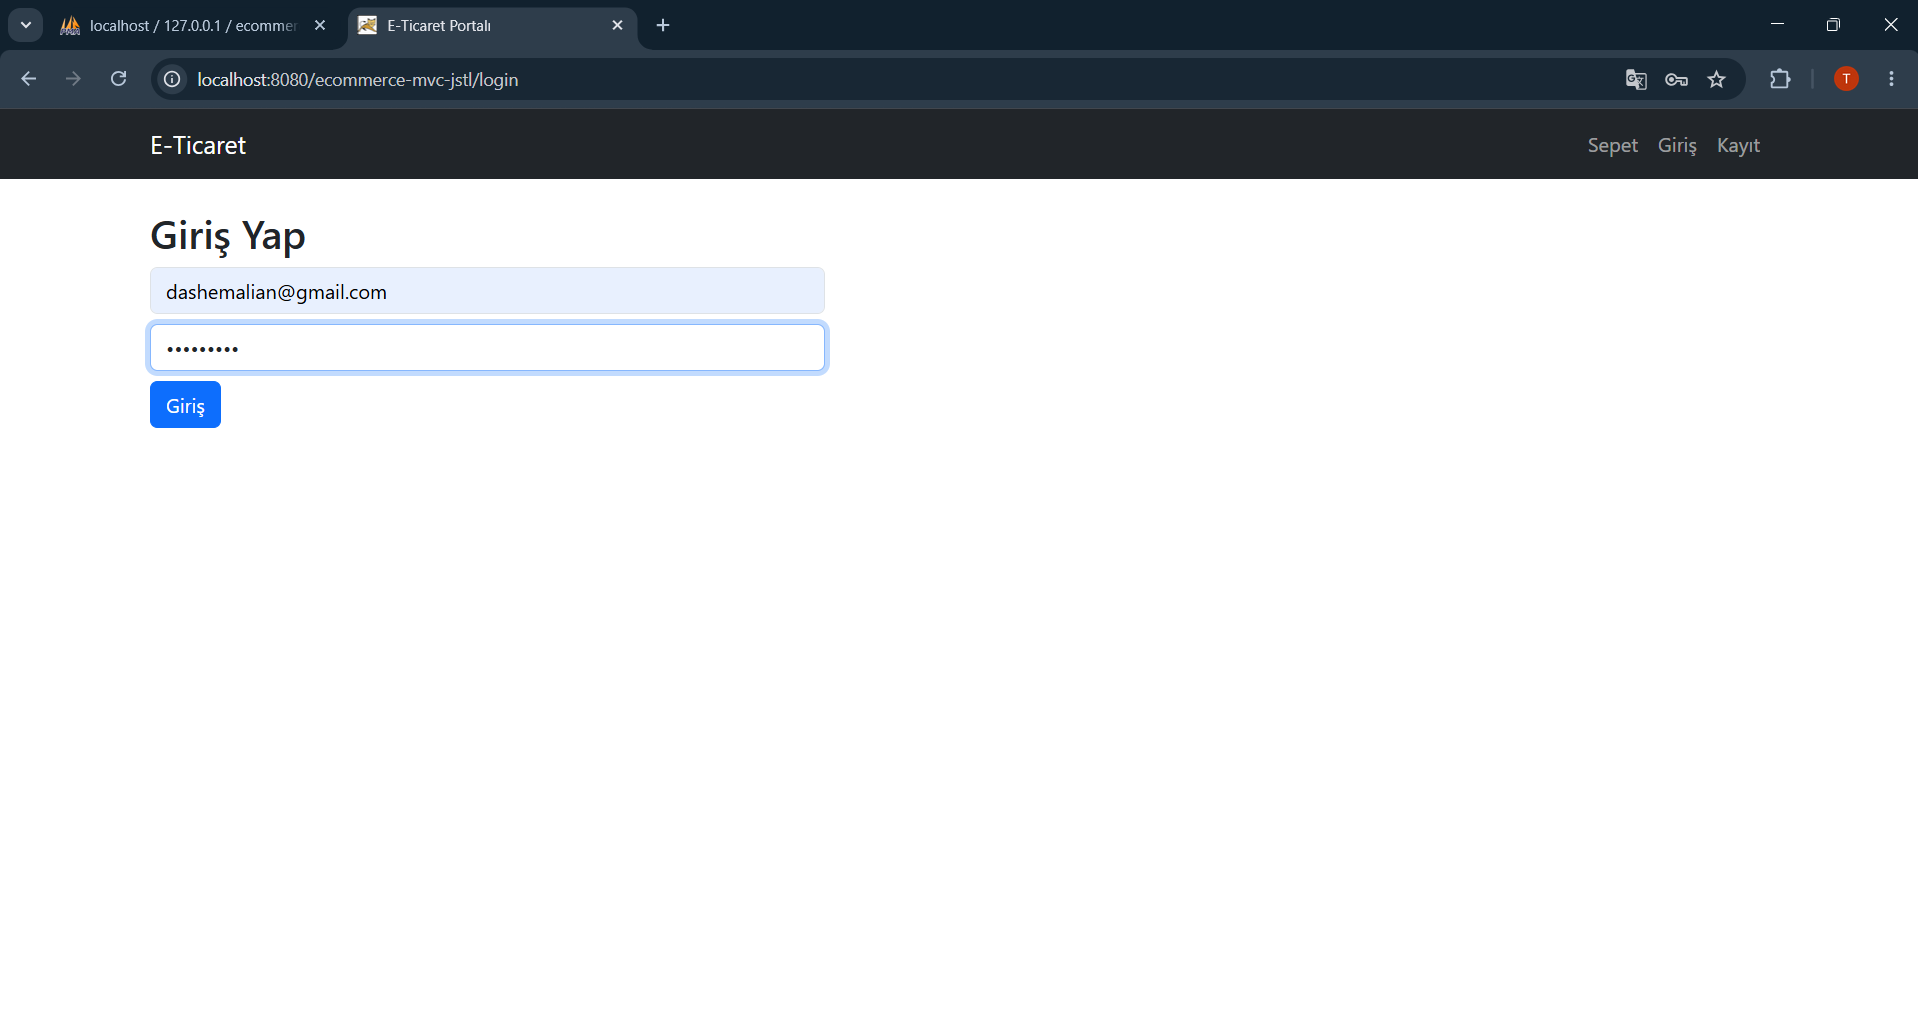 localhost / 127.0.0.1 / ecommer
E-Ticaret Portalı
localhost:8080/ecommerce-mvc-jstl/login
T
E-Ticaret
Sepet Giriş Kayıt
Giriş Yap
dashemalian@gmail.com
•••••••••
Giriş